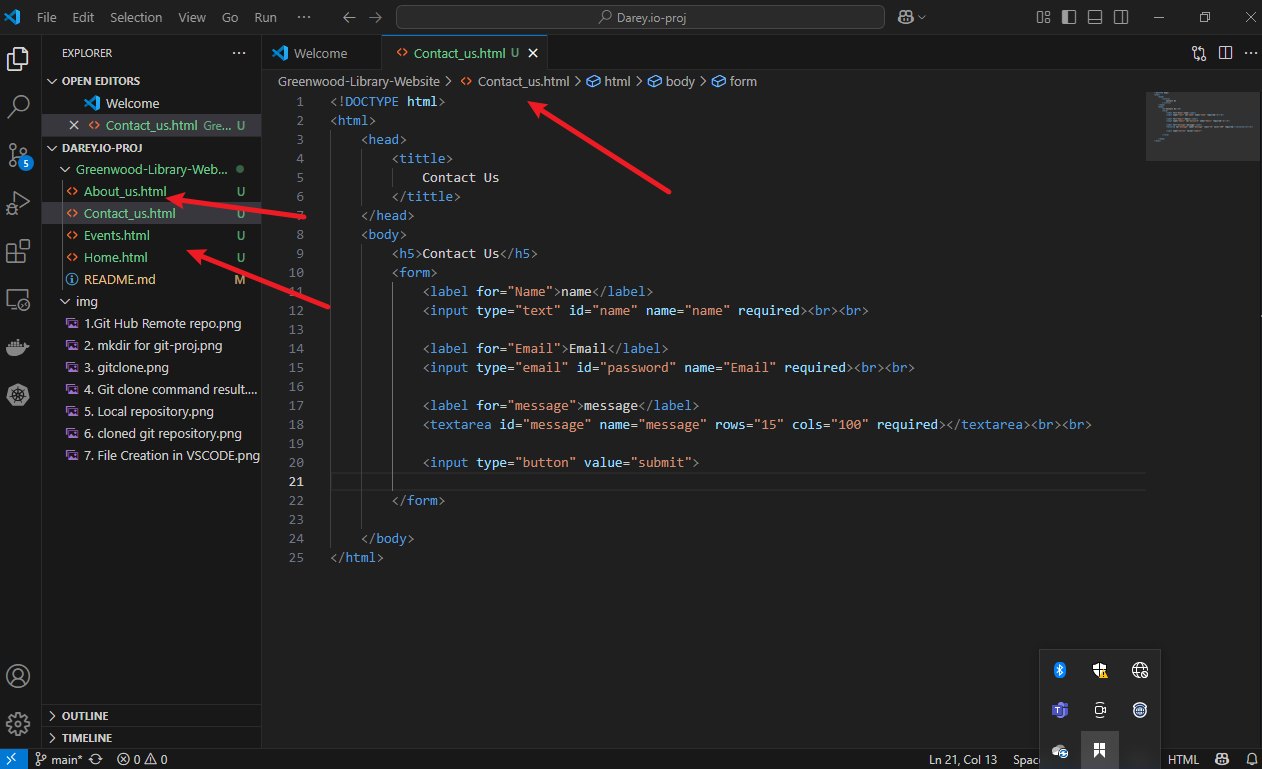 File Edit Selection View Go Run ··· Darey.io-proj
EXPLORER ···
OPEN EDITORS
Welcome
Contact_us.html Gre... U
DAREY.IO-PROJ
Greenwood-Library-Web...
About_us.html U
Contact_us.html U
Events.html U
Home.html U
README.md M
img
1.Git Hub Remote repo.png
2. mkdir for git-proj.png
3. gitclone.png
4. Git clone command result....
5. Local repository.png
6. cloned git repository.png
7. File Creation in VSCODE.png
OUTLINE
TIMELINE
5
Welcome Contact_us.html U
Greenwood-Library-Website > Contact_us.html > html > body > form
1 <!DOCTYPE html>
2 <html>
3 <head>
4 <tittle>
5 Contact Us
6 </tittle>
7 </head>
8 <body>
9 <h5>Contact Us</h5>
10 <form>
11 <label for="Name">name</label>
12 <input type="text" id="name" name="name" required><br><br>
13
14 <label for="Email">Email</label>
15 <input type="email" id="password" name="Email" required><br><br>
16
17 <label for="message">message</label>
18 <textarea id="message" name="message" rows="15" cols="100" required></textarea><br><br>
19
20 <input type="button" value="submit">
21
22 </form>
23
24 </body>
25 </html>
main* 0 0 Ln 21, Col 13 Spac HTML